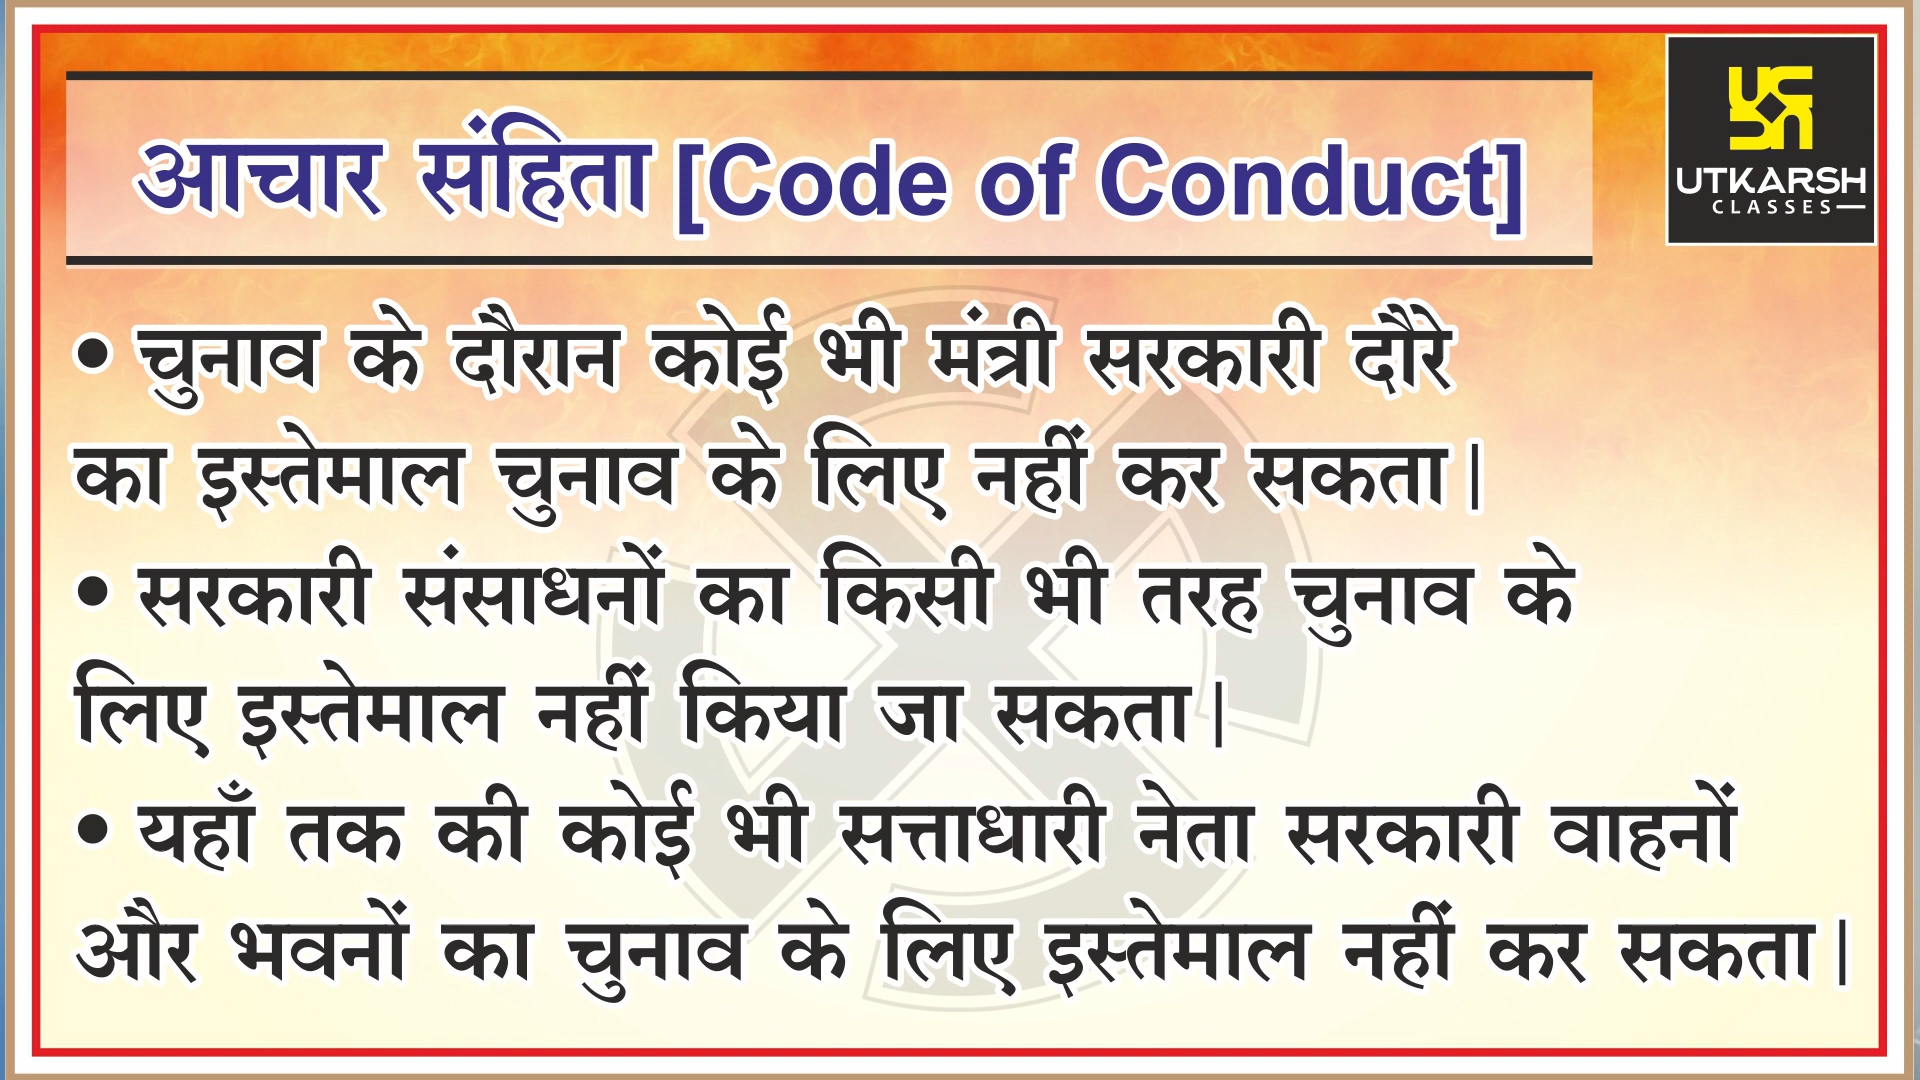 आचार संहिता [Code of Conduct]
UTKARSH
CLASSES
• चुनाव के दौरान कोई भी मंत्री सरकारी दौरे
का इस्तेमाल चुनाव के लिए नहीं कर सकता।
• सरकारी संसाधनों का किसी भी तरह चुनाव के
लिए इस्तेमाल नहीं किया जा सकता।
• यहाँ तक की कोई भी सत्ताधारी नेता सरकारी वाहनों
और भवनों का चुनाव के लिए इस्तेमाल नहीं कर सकता।